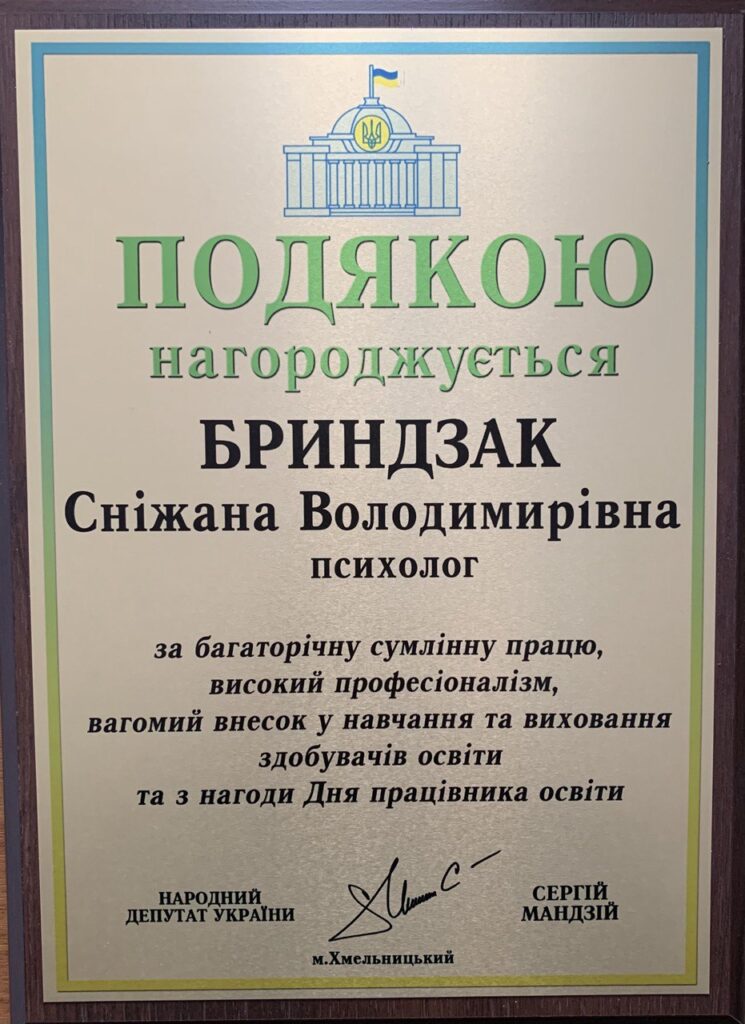 ПОДЯКОЮ
нагороджується
БРИНДЗАК
Сніжана Володимирівна
психолог
за багаторічну сумлінну працю,
високий професіоналізм,
вагомий внесок у навчання та виховання
здобувачів освіти
та з нагоди Дня працівника освіти
НАРОДНИЙ
ДЕПУТАТ УКРАЇНИ
СЕРГІЙ
МАНДЗІЙ
м.Хмельницький